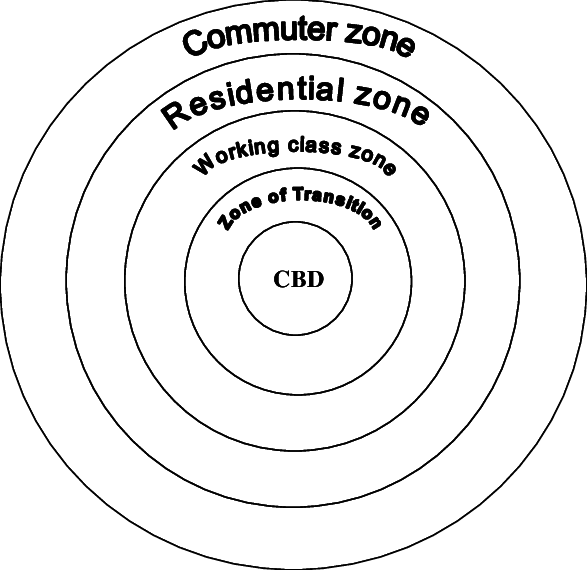 Commuter zone
Residential zone
Working class zone
Zone of Transition
CBD